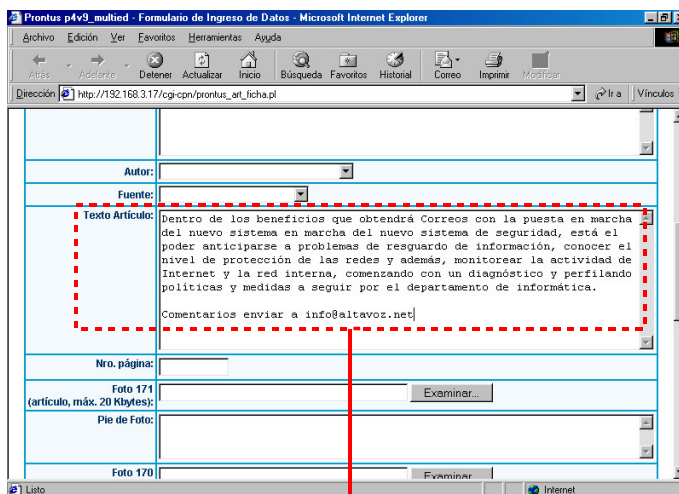 Prontus p4v9_multied - Formulario de Ingreso de Datos - Microsoft Internet Explorer
Archivo Edición Ver Favoritos Herramientas Ayuda
Atrás Adelante Detener Actualizar Inicio Búsqueda Favoritos Historial Correo Imprimir Modificar
Dirección http://192.168.3.17/cgi-cpn/prontus_art_ficha.pl Ir a Vínculos
Autor:
Fuente:
Texto Artículo:
Dentro de los beneficios que obtendrá Correos con la puesta en marcha
del nuevo sistema en marcha del nuevo sistema de seguridad, está el
poder anticiparse a problemas de resguardo de información, conocer el
nivel de protección de las redes y además, monitorear la actividad de
Internet y la red interna, comenzando con un diagnóstico y perfilando
políticas y medidas a seguir por el departamento de informática.
Comentarios enviar a info@altavoz.net
Nro. página:
Foto 171
(artículo, máx. 20 Kbytes): Examinar...
Pie de Foto:
Foto 170 Examinar
Listo Internet